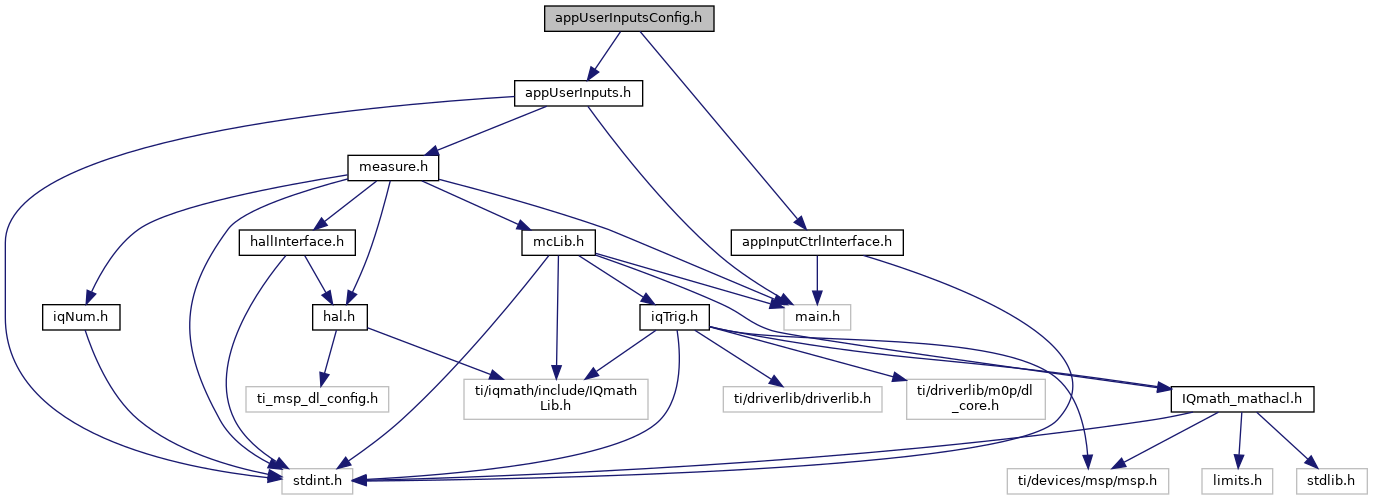 appUserInputsConfig.h
appUserInputs.h
measure.h
hallInterface.h
mcLib.h
appInputCtrlInterface.h
iqNum.h
hal.h
iqTrig.h
main.h
ti_msp_dl_config.h
ti/iqmath/include/IQmath
Lib.h
ti/driverlib/driverlib.h
ti/driverlib/m0p/dl
_core.h
IQmath_mathacl.h
stdint.h
ti/devices/msp/msp.h
limits.h
stdlib.h